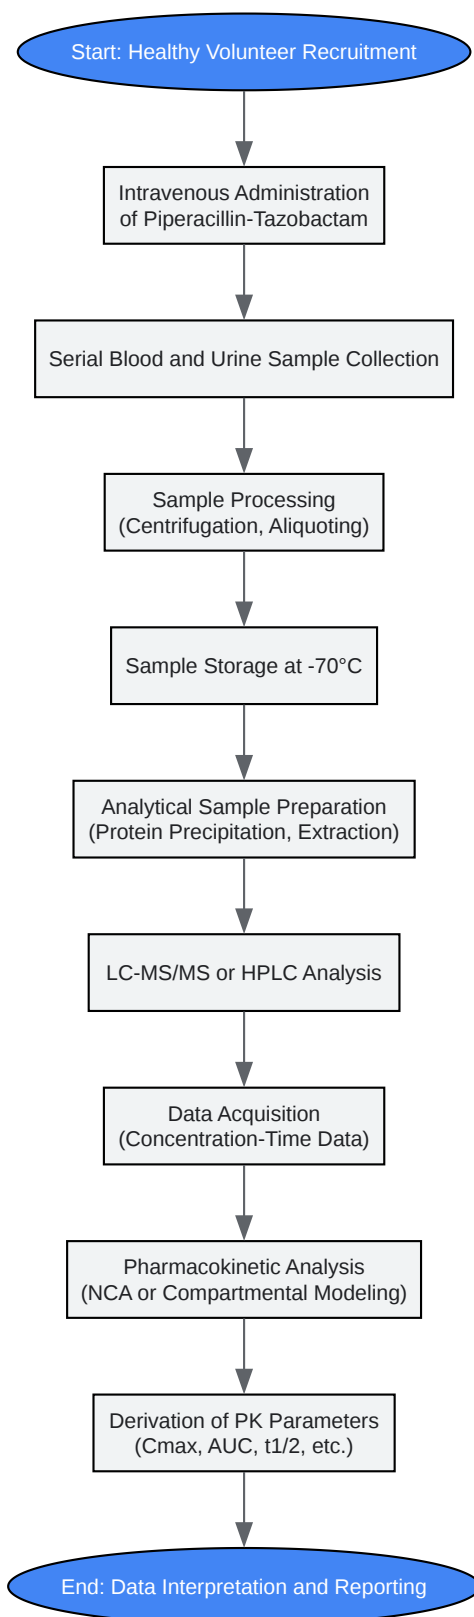 Start: Healthy Volunteer Recruitment
Intravenous Administration
of Piperacillin-Tazobactam
Serial Blood and Urine Sample Collection
Sample Processing
(Centrifugation, Aliquoting)
Sample Storage at -70°C
Analytical Sample Preparation
(Protein Precipitation, Extraction)
LC-MS/MS or HPLC Analysis
Data Acquisition
(Concentration-Time Data)
Pharmacokinetic Analysis
(NCA or Compartmental Modeling)
Derivation of PK Parameters
(Cmax, AUC, t1/2, etc.)
End: Data Interpretation and Reporting